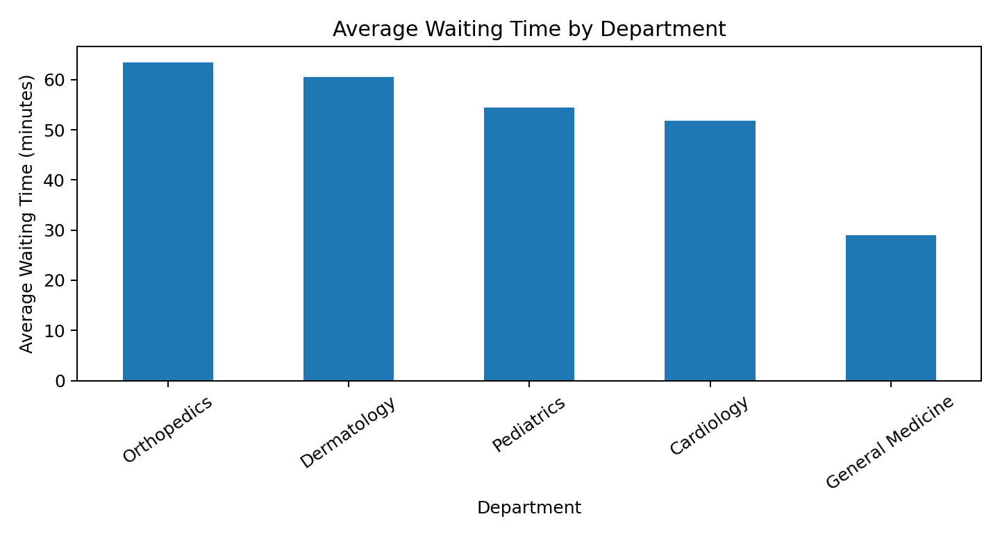 Average Waiting Time by Department
Average Waiting Time (minutes)
60
50
40
30
20
10
0
Orthopedics
Dermatology
Pediatrics
Cardiology
General Medicine
Department